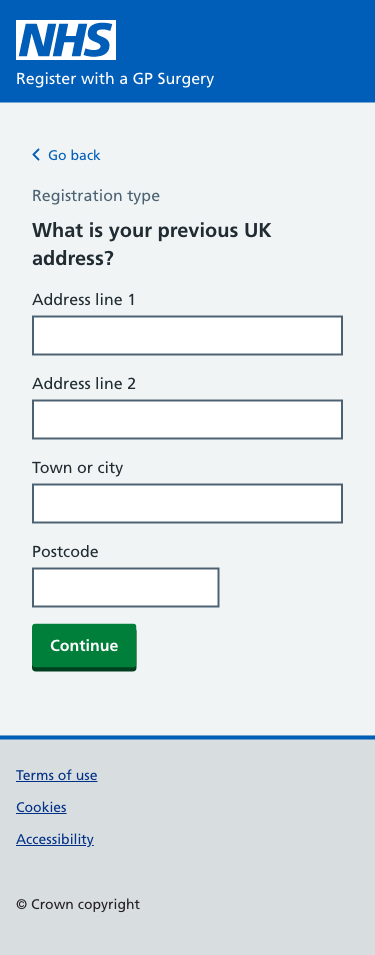 NHS
Register with a GP Surgery
Go back
Registration type
What is your previous UK
address?
Address line 1
Address line 2
Town or city
Postcode
Continue
Terms of use
Cookies
Accessibility
© Crown copyright